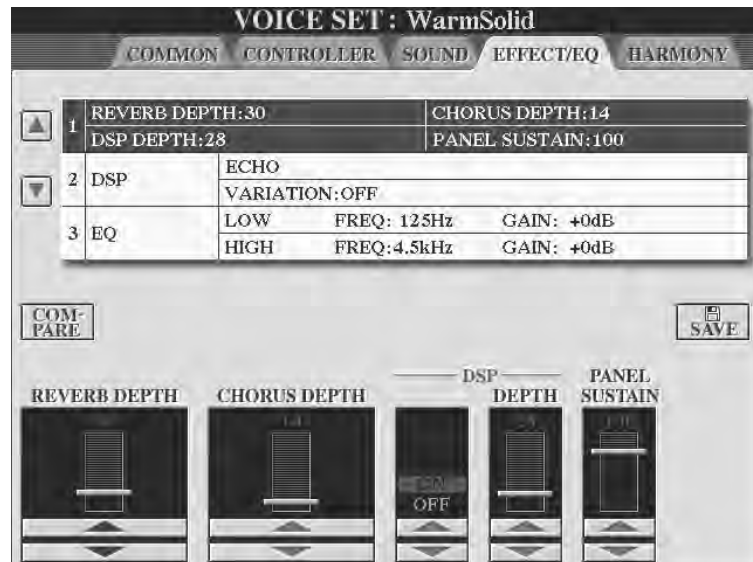 VOICE SET : WarmSolid
COMMON CONTROLLER SOUND EFFECT/EQ HARMONY
1 REVERB DEPTH:30 CHORUS DEPTH:14
DSP DEPTH:28 PANEL SUSTAIN:100
2 DSP ECHO
VARIATION:OFF
3 EQ LOW FREQ: 125Hz GAIN: +0dB
HIGH FREQ:4.5kHz GAIN: +0dB
COM-
PARE
SAVE
REVERB DEPTH CHORUS DEPTH DSP DEPTH PANEL SUSTAIN
OFF